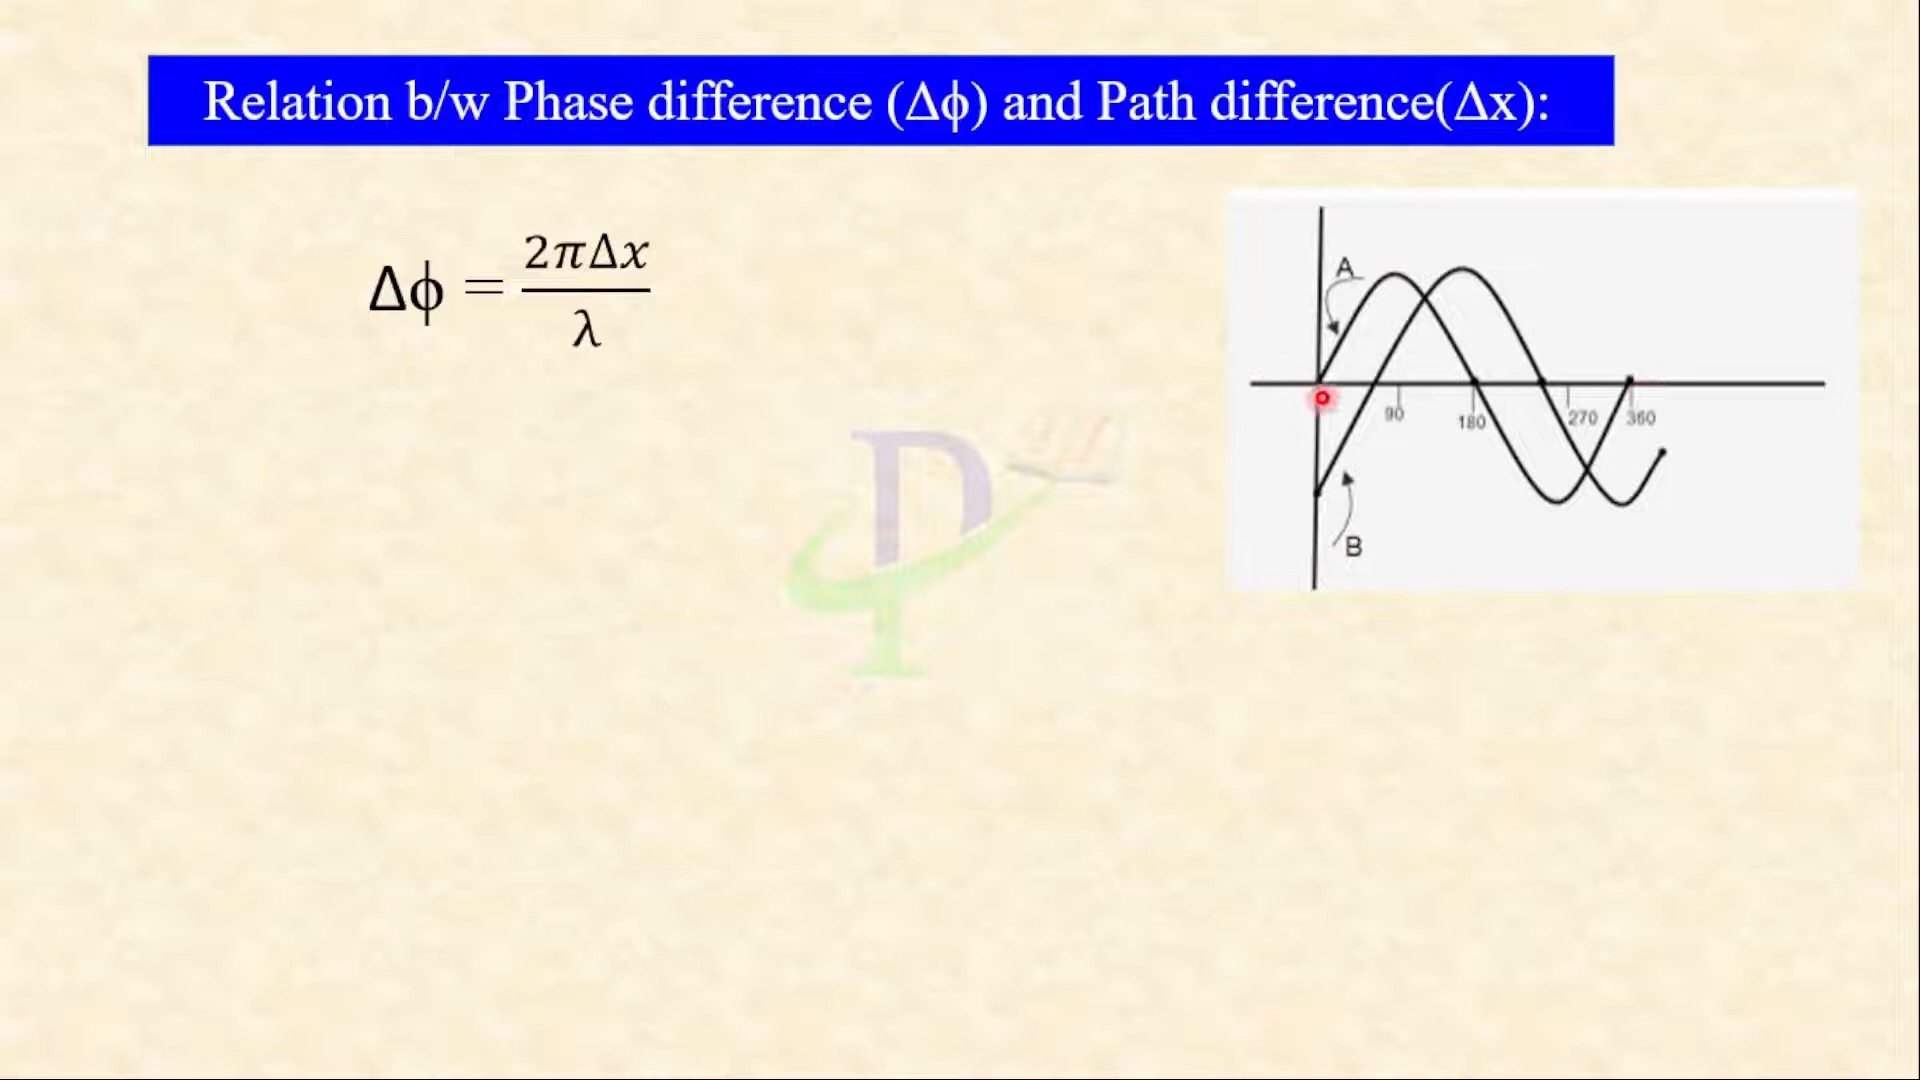 Relation b/w Phase difference (Δϕ) and Path difference(Δx):
Δϕ = 2πΔx / λ
A
90
180
270
360
B